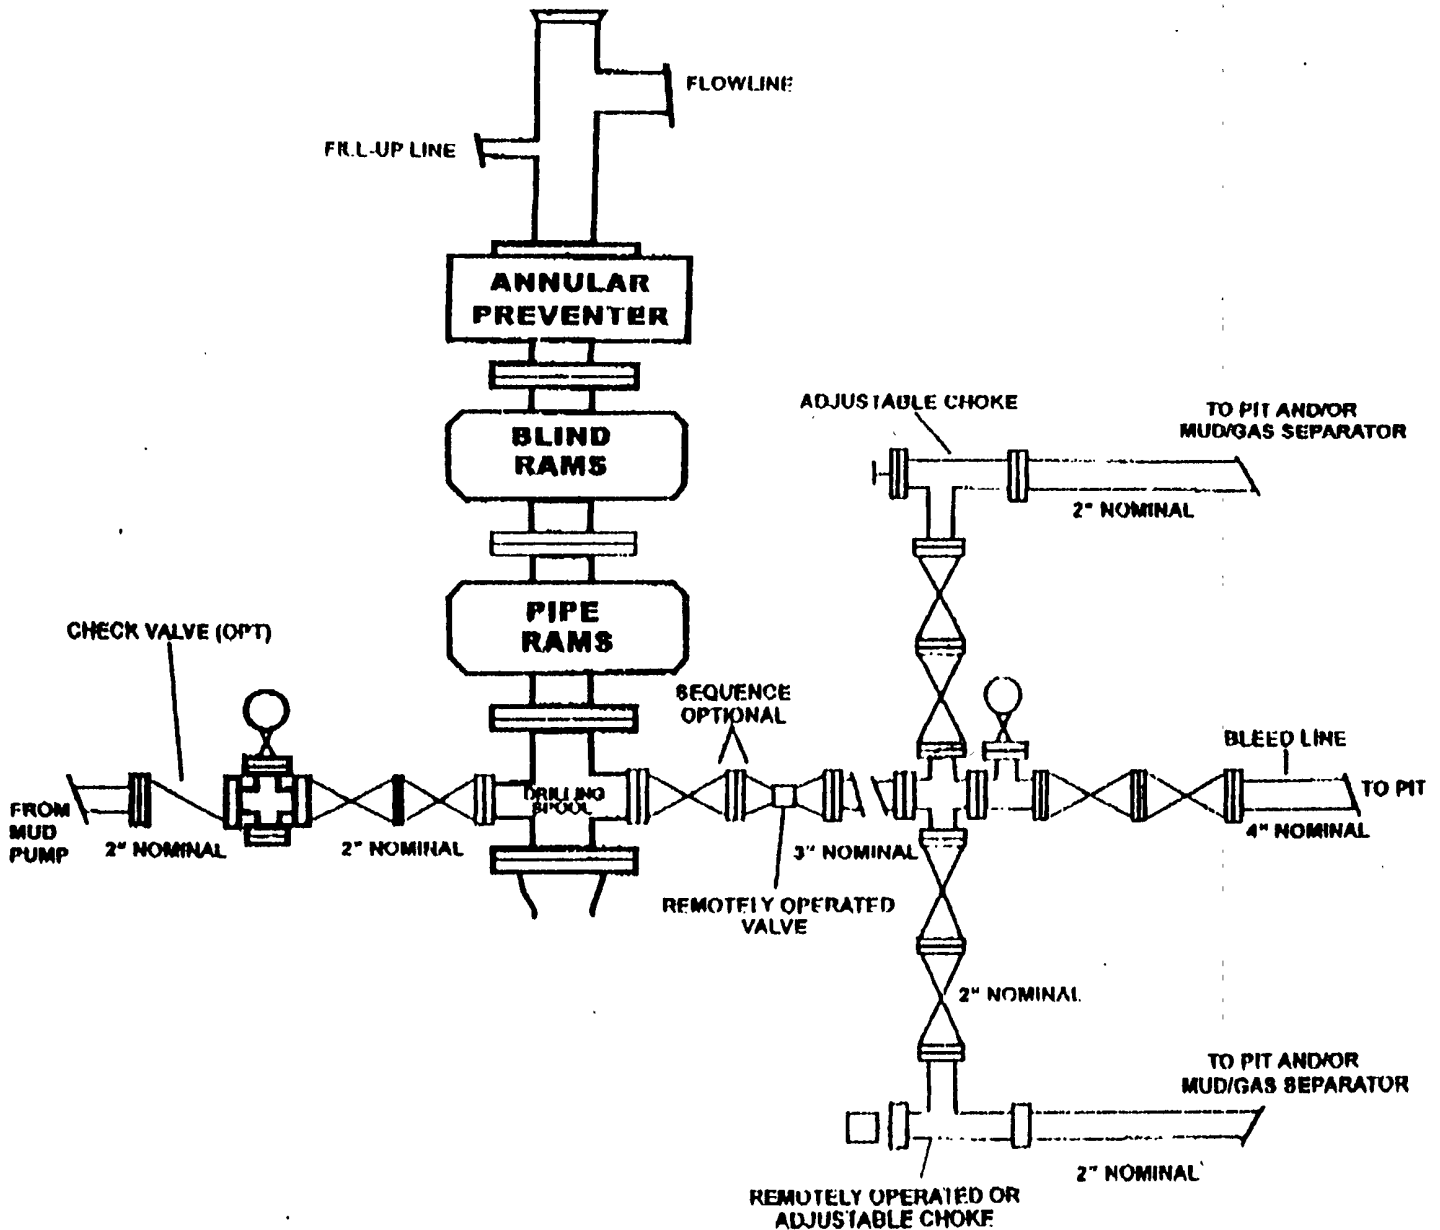 FLOWLINE
FILL-UP LINE
ANNULAR
PREVENTER
ADJUSTABLE CHOKE
TO PIT AND/OR
MUD/GAS SEPARATOR
BLIND
RAMS
2" NOMINAL
PIPE
RAMS
CHECK VALVE (OPT)
SEQUENCE
OPTIONAL
BLEED LINE
TO PIT
FROM
MUD
PUMP
DRILLING
SPOOL
2" NOMINAL
2" NOMINAL
3" NOMINAL
4" NOMINAL
REMOTELY OPERATED
VALVE
2" NOMINAL
TO PIT AND/OR
MUD/GAS SEPARATOR
2" NOMINAL
REMOTELY OPERATED OR
ADJUSTABLE CHOKE